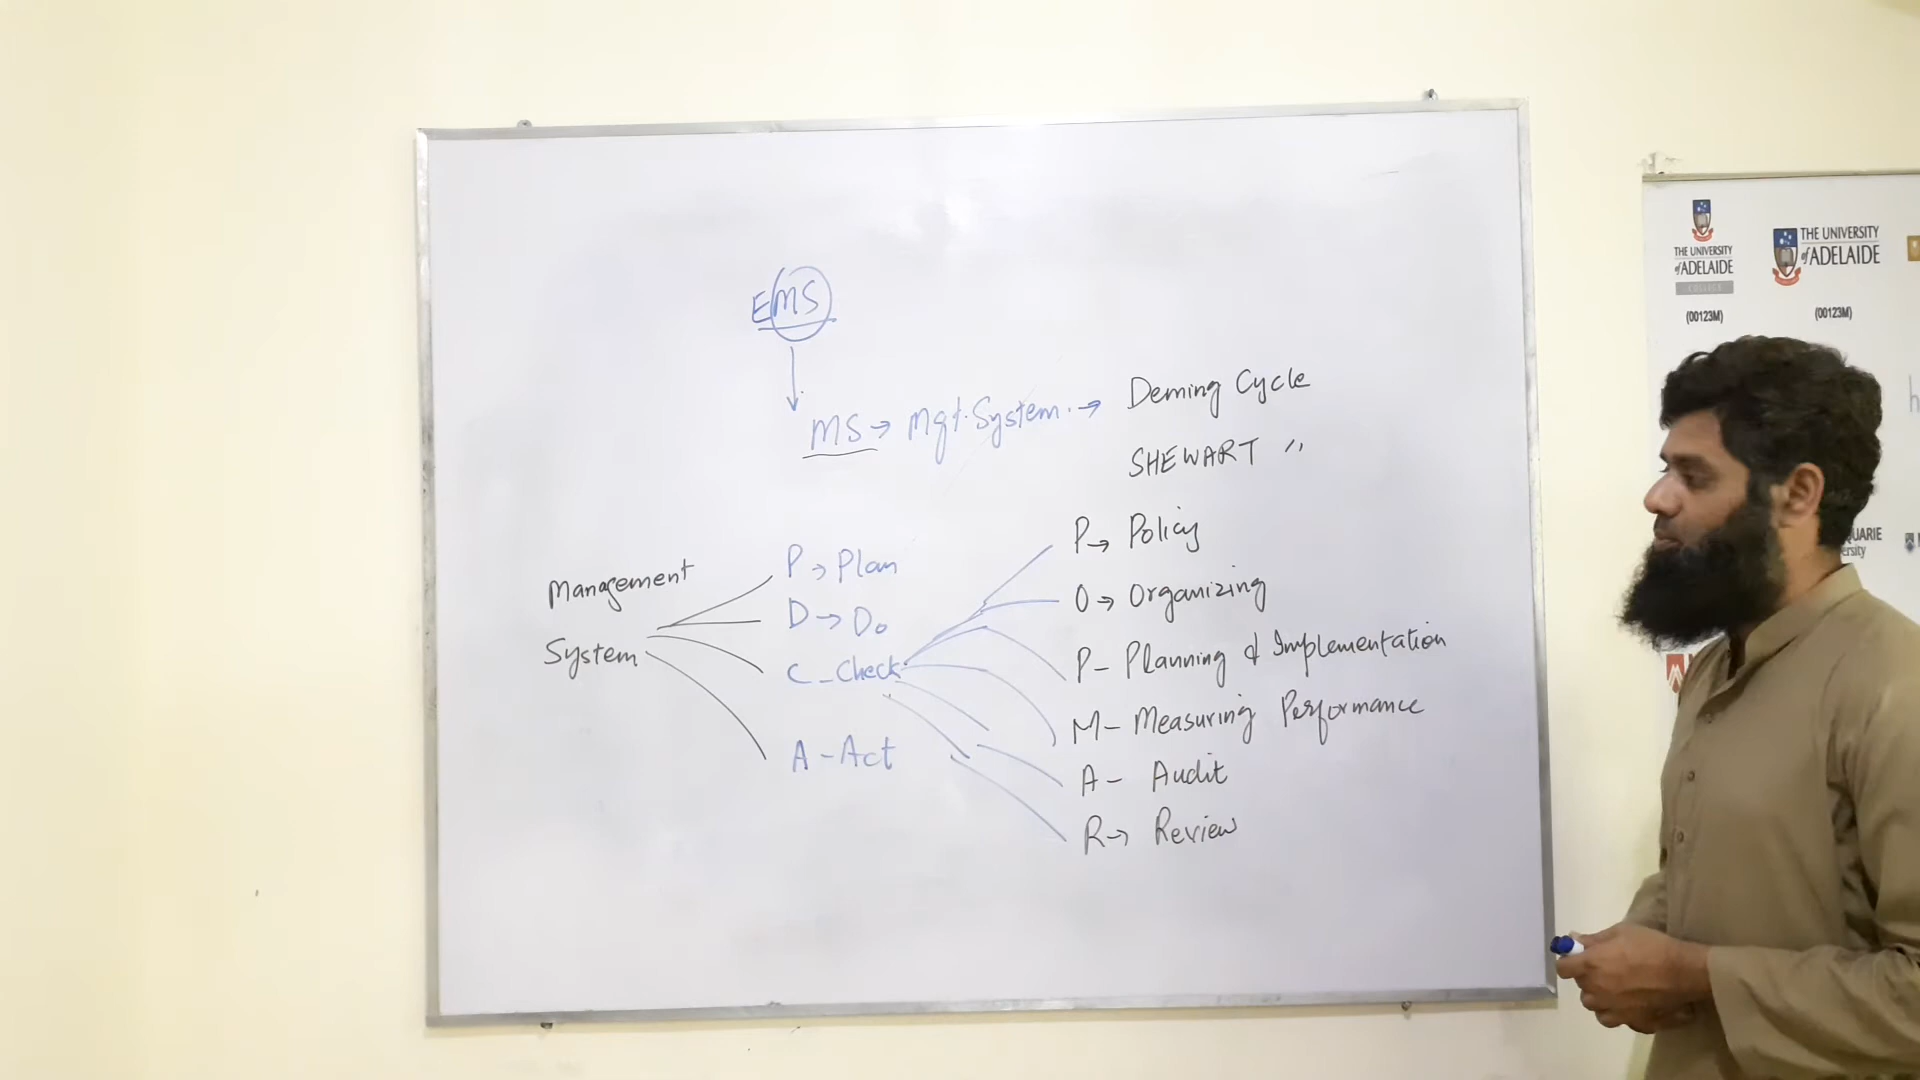 EMS
MS → Mgt. System. → Deming Cycle
SHEWART "
Management
System
P → Plan
D → Do
C - Check
A - Act
P → Policy
O → Organizing
P - Planning & Implementation
M - Measuring Performance
A - Audit
R → Review
THE UNIVERSITY
of ADELAIDE
COLLEGE
(00123M)
THE UNIVERSITY
of ADELAIDE
(00123M)